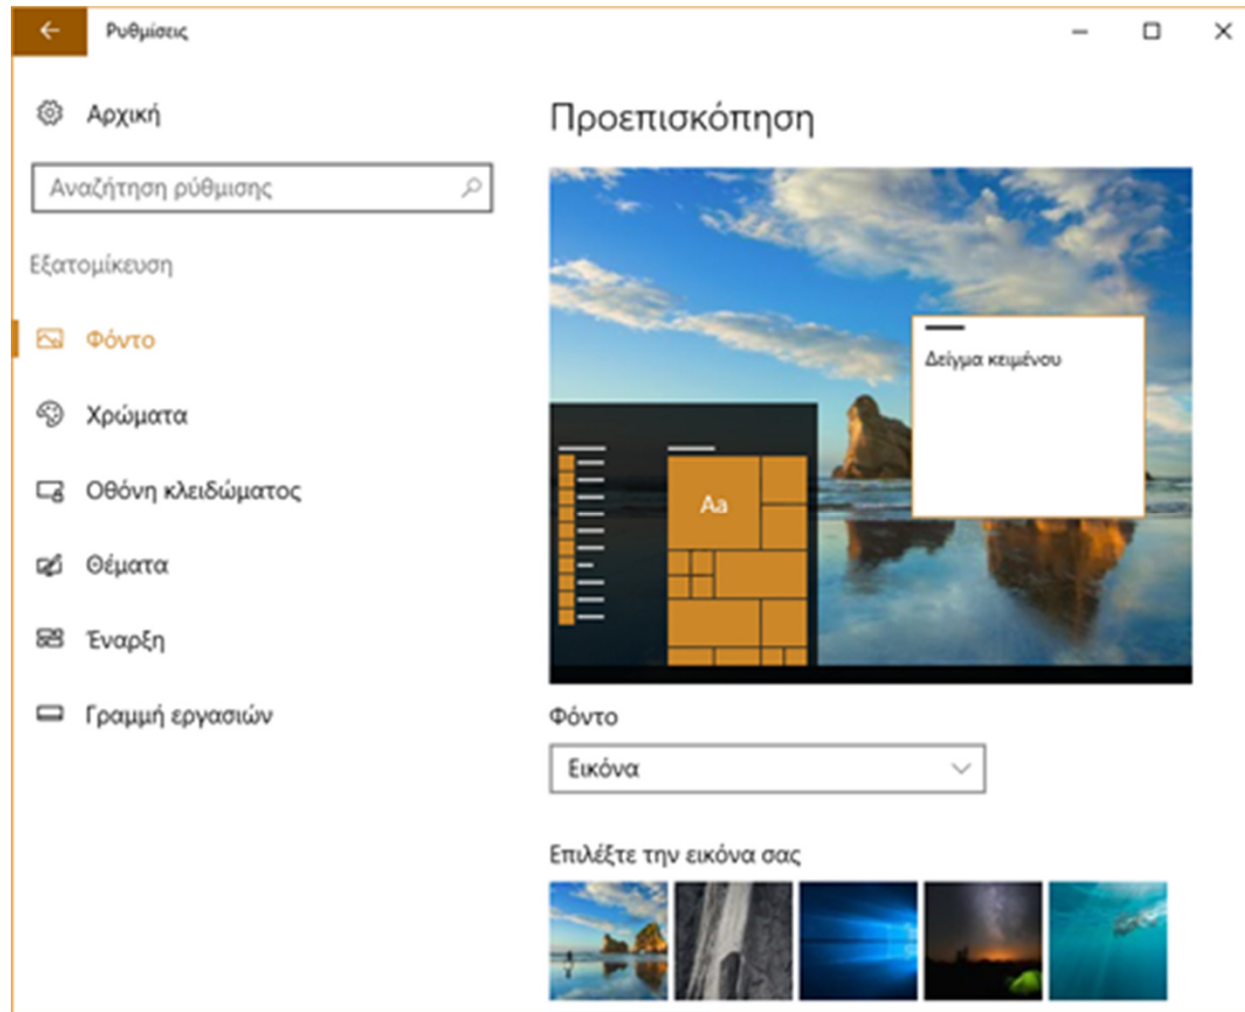 Ρυθμίσεις
Αρχική
Αναζήτηση ρύθμισης
Εξατομίκευση
Φόντο
Χρώματα
Οθόνη κλειδώματος
Θέματα
Έναρξη
Γραμμή εργασιών
Προεπισκόπηση
Δείγμα κειμένου
Aa
Φόντο
Εικόνα
Επιλέξτε την εικόνα σας